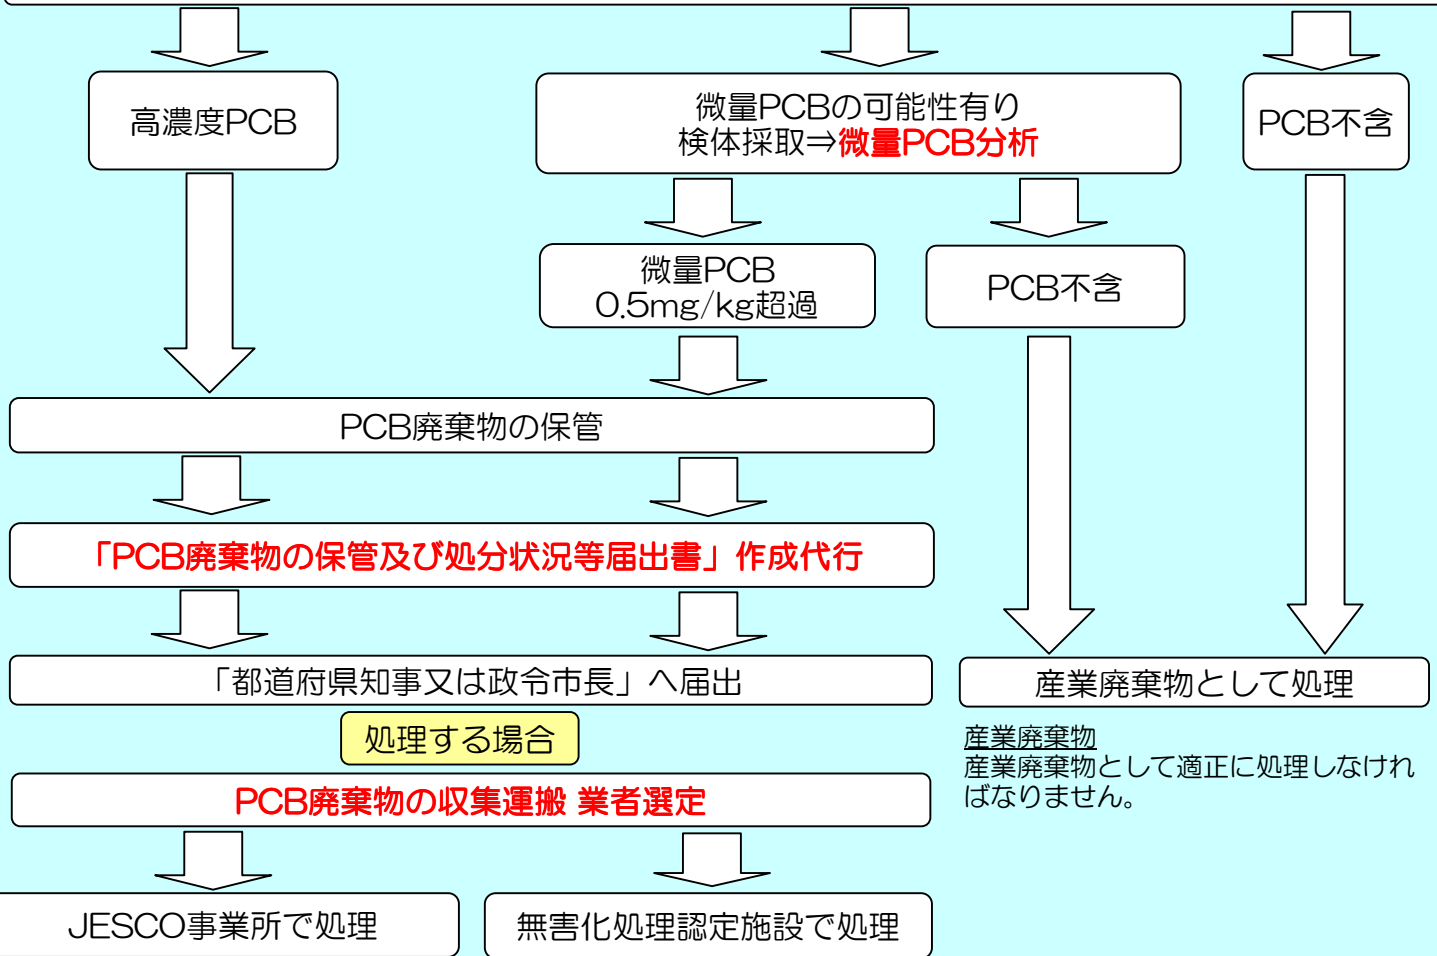 高濃度PCB
微量PCBの可能性有り
検体採取⇒微量PCB分析
PCB不含
微量PCB
0.5mg/kg超過
PCB不含
PCB廃棄物の保管
「PCB廃棄物の保管及び処分状況等届出書」作成代行
「都道府県知事又は政令市長」へ届出
産業廃棄物として処理
処理する場合
産業廃棄物
産業廃棄物として適正に処理しなけれ
ばなりません。
PCB廃棄物の収集運搬 業者選定
JESCO事業所で処理
無害化処理認定施設で処理